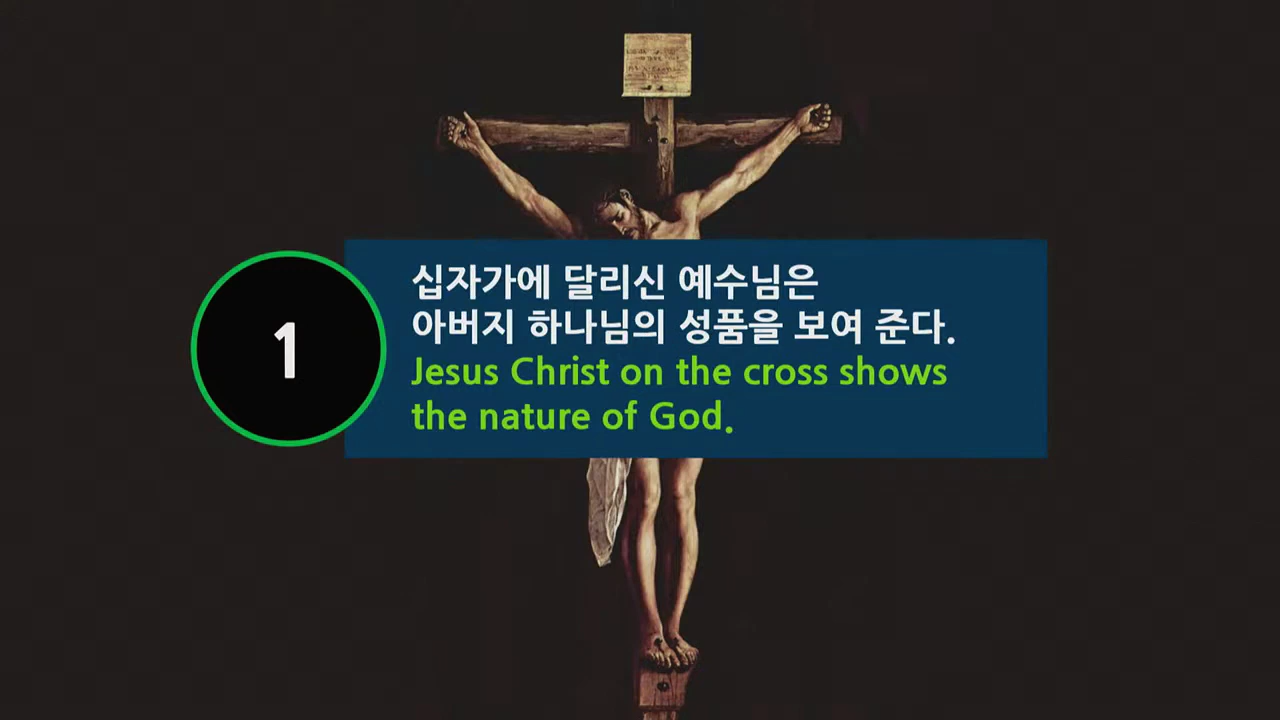 1
십자가에 달리신 예수님은
아버지 하나님의 성품을 보여 준다.
Jesus Christ on the cross shows
the nature of God.